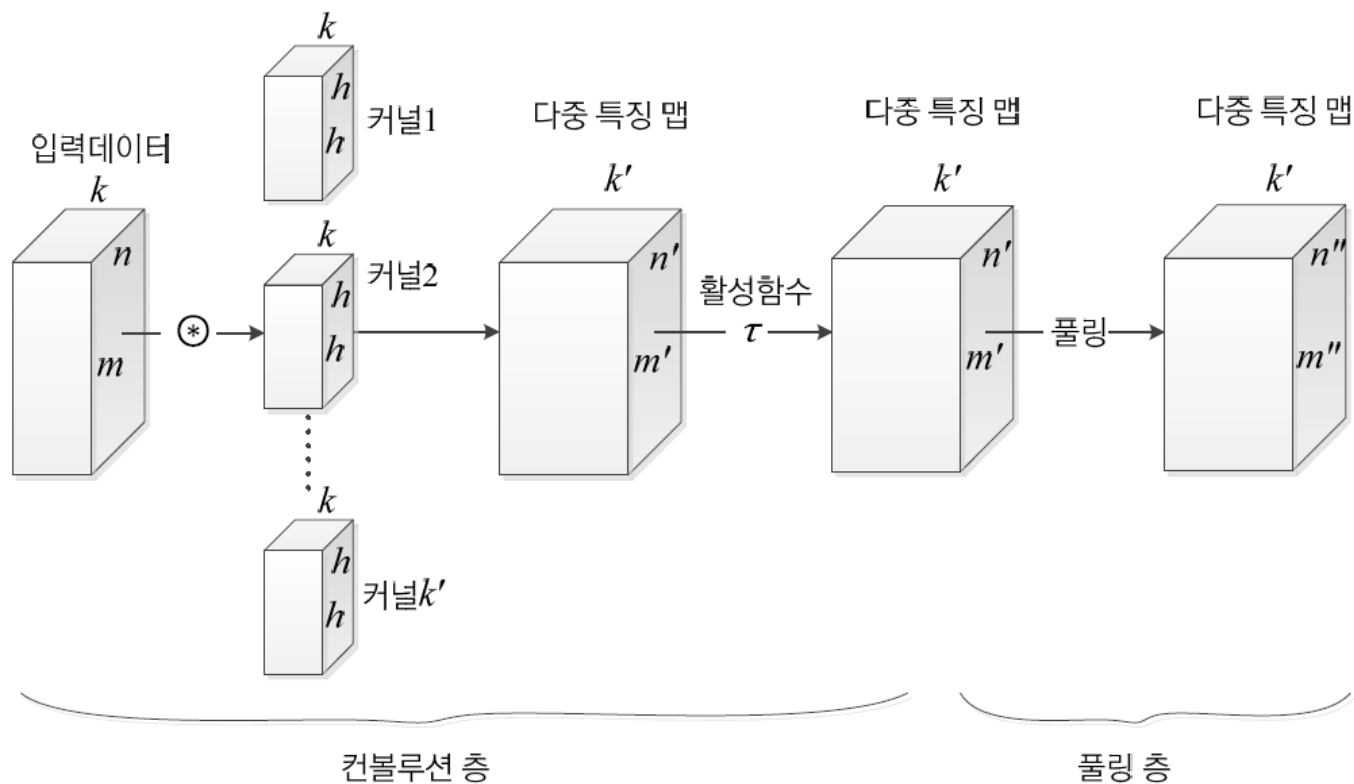 입력데이터
k
n
m
⊛
k
h
h
커널1
k
h
h
커널2
k
h
h
커널k′
다중 특징 맵
k′
n′
m′
활성함수
τ
다중 특징 맵
k′
n′
m′
풀링
다중 특징 맵
k′
n″
m″
컨볼루션 층
풀링 층